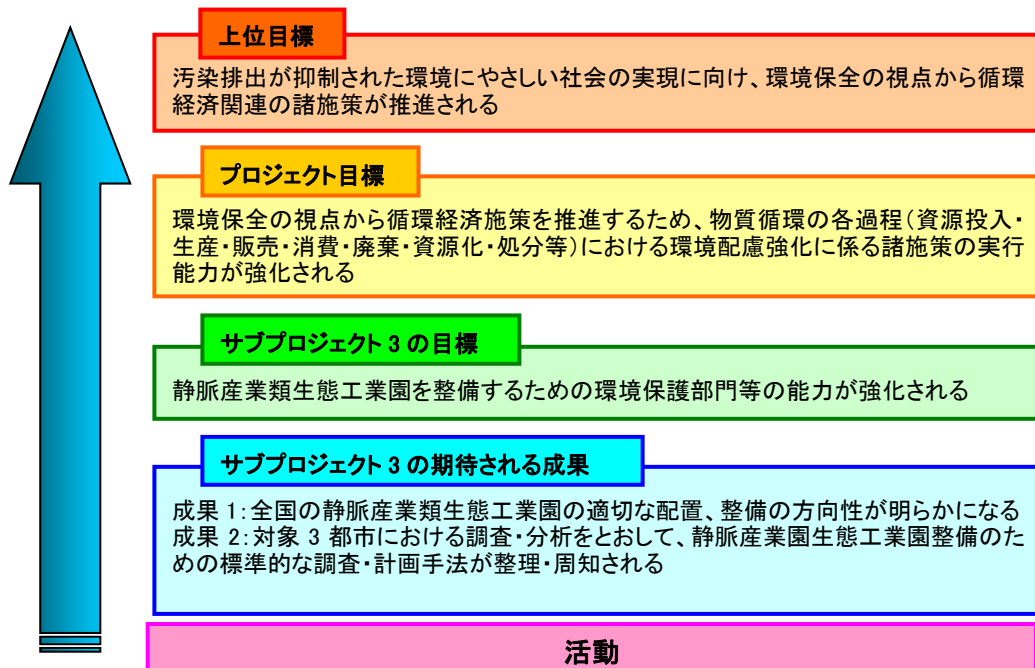 上位目標
汚染排出が抑制された環境にやさしい社会の実現に向け、環境保全の視点から循環
経済関連の諸施策が推進される
プロジェクト目標
環境保全の視点から循環経済施策を推進するため、物質循環の各過程(資源投入・
生産・販売・消費・廃棄・資源化・処分等)における環境配慮強化に係る諸施策の実行
能力が強化される
サブプロジェクト 3 の目標
静脈産業類生態工業園を整備するための環境保護部門等の能力が強化される
サブプロジェクト 3 の期待される成果
成果 1:全国の静脈産業類生態工業園の適切な配置、整備の方向性が明らかになる
成果 2:対象 3 都市における調査・分析をとおして、静脈産業園生態工業園整備のた
めの標準的な調査・計画手法が整理・周知される
活動